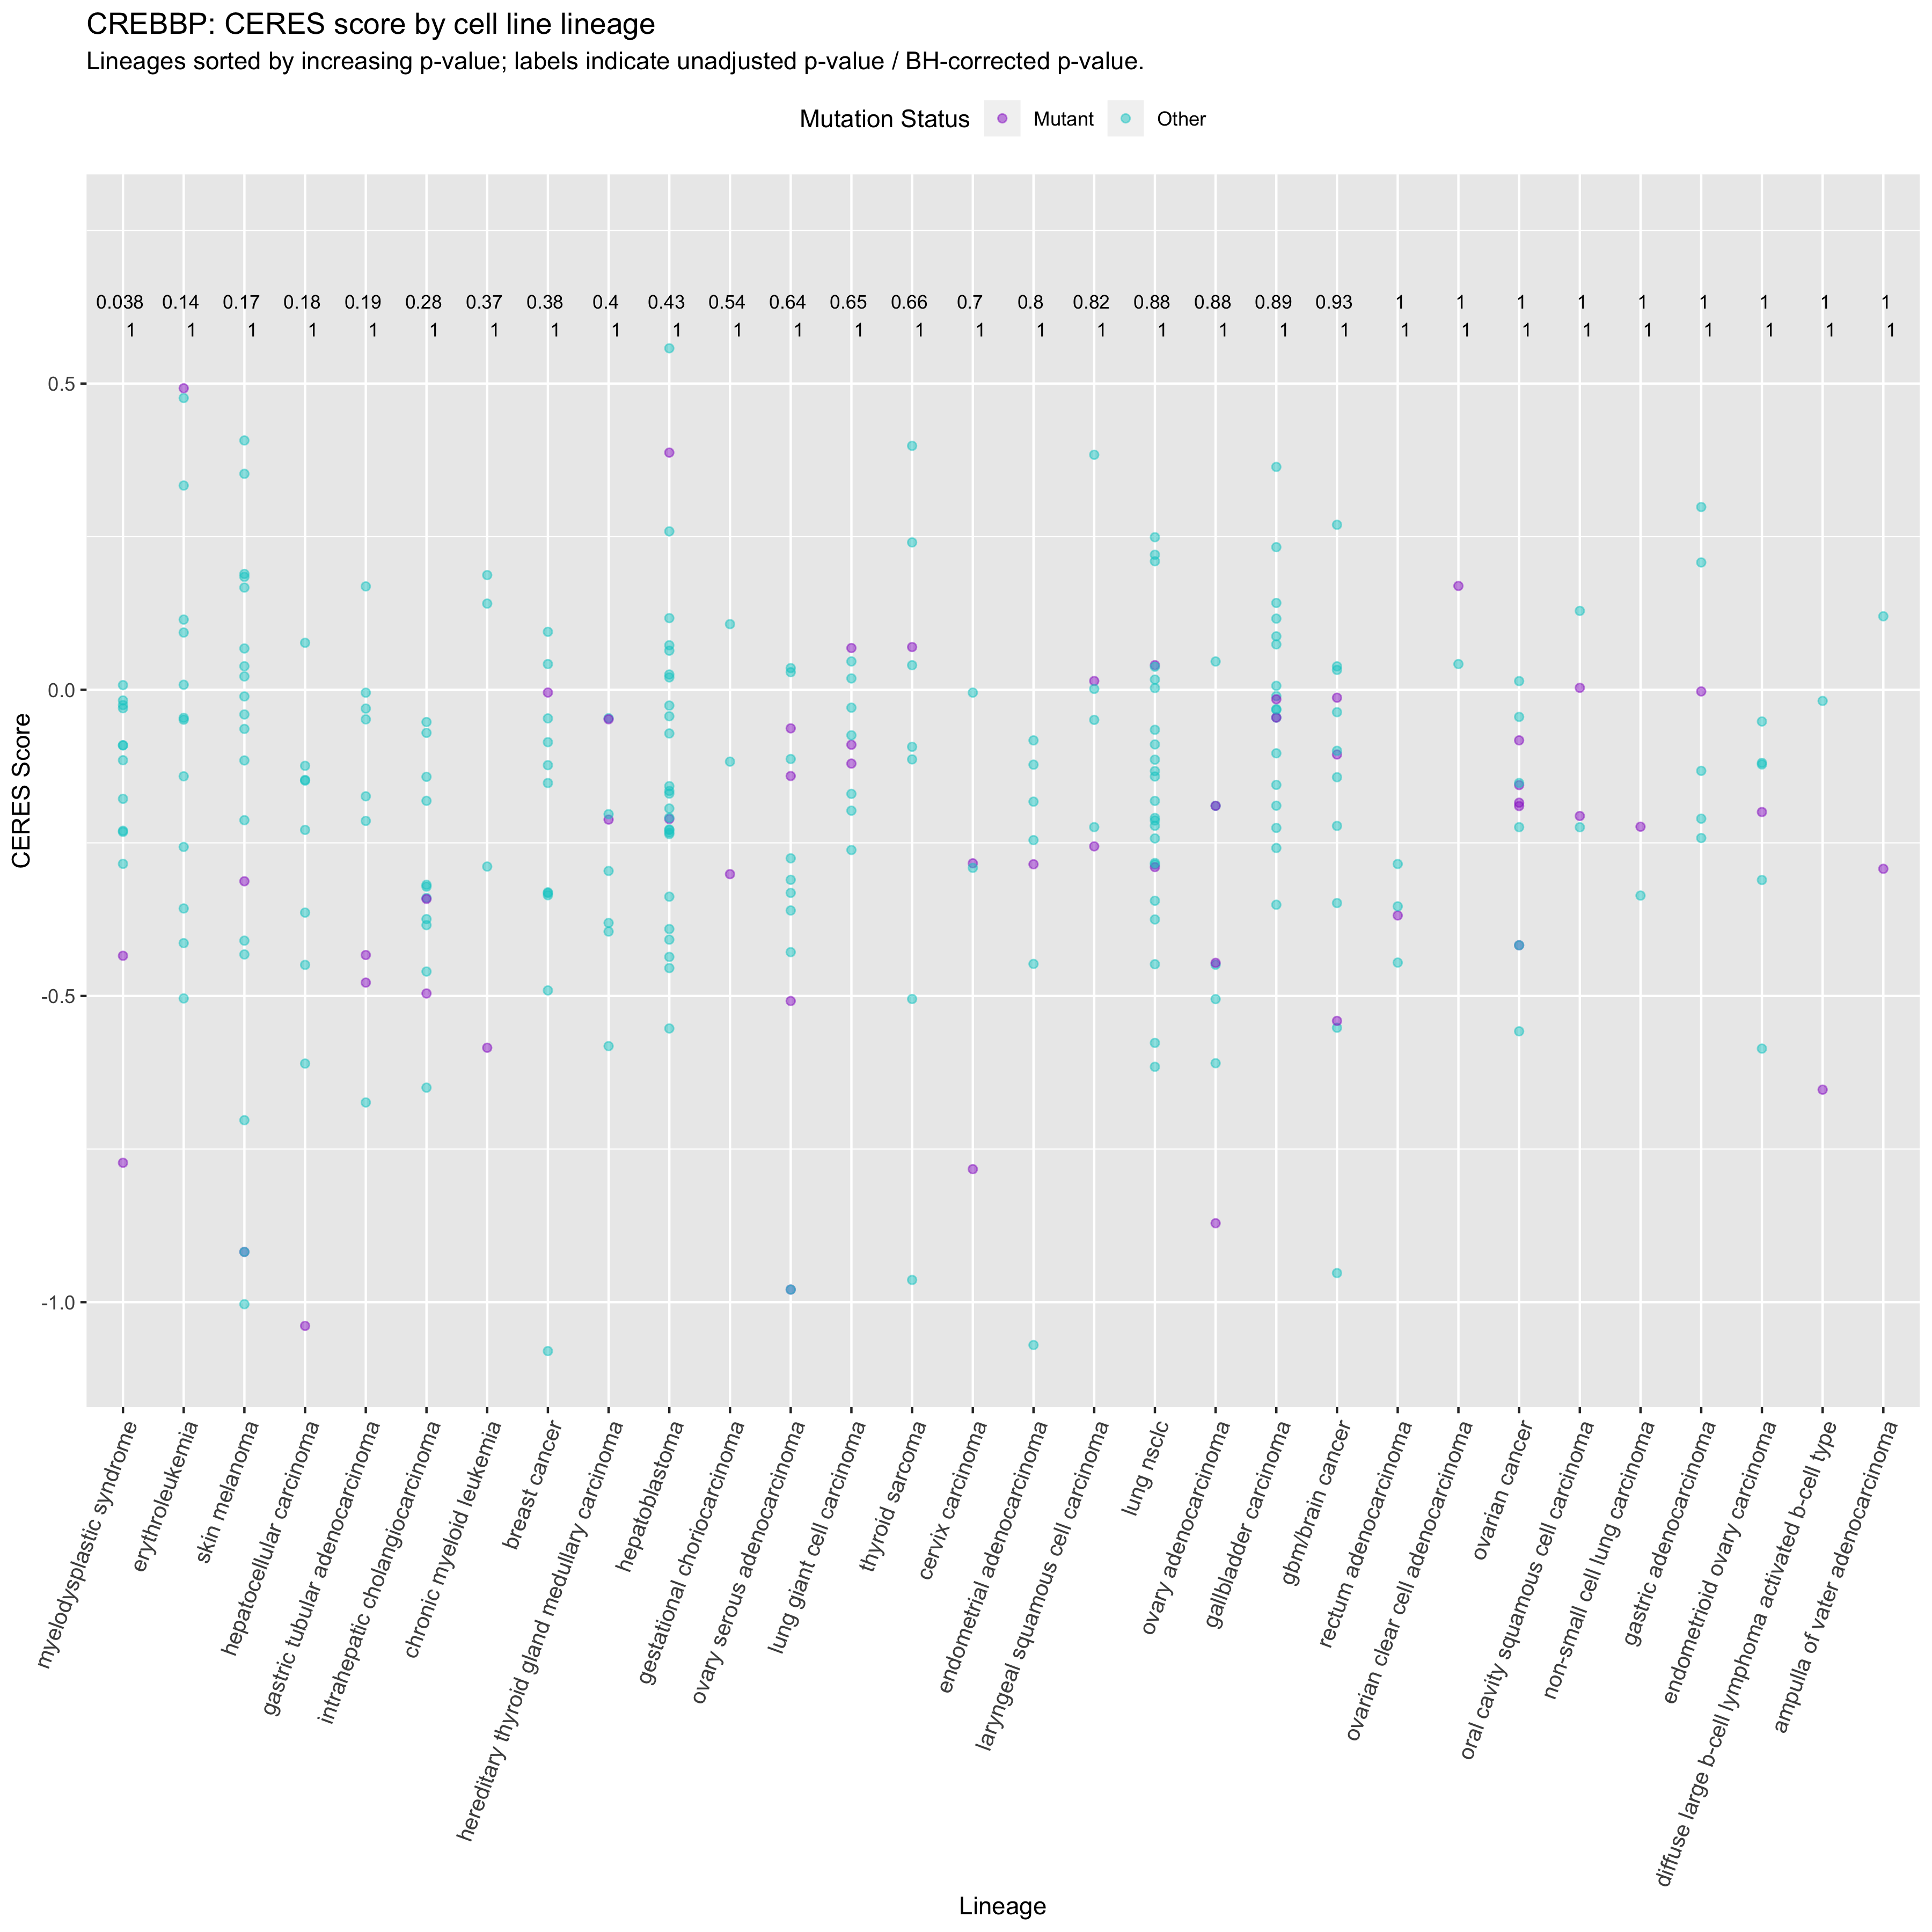 CREBBP: CERES score by cell line lineage
Lineages sorted by increasing p-value; labels indicate unadjusted p-value / BH-corrected p-value.
Mutation Status Mutant Other
0.038 0.14 0.17 0.18 0.19 0.28 0.37 0.38 0.4 0.43 0.54 0.64 0.65 0.66 0.7 0.8 0.82 0.88 0.88 0.89 0.93 1 1 1 1 1 1 1 1 1
1 1 1 1 1 1 1 1 1 1 1 1 1 1 1 1 1 1 1 1 1 1 1 1 1 1 1 1 1 1
0.5
0.0
-0.5
-1.0
CERES Score
myelodysplastic syndrome
erythroleukemia
skin melanoma
hepatocellular carcinoma
gastric tubular adenocarcinoma
intrahepatic cholangiocarcinoma
chronic myeloid leukemia
breast cancer
hereditary thyroid gland medullary carcinoma
hepatoblastoma
gestational choriocarcinoma
ovary serous adenocarcinoma
lung giant cell carcinoma
thyroid sarcoma
cervix carcinoma
endometrial adenocarcinoma
laryngeal squamous cell carcinoma
lung nsclc
ovary adenocarcinoma
gallbladder carcinoma
gbm/brain cancer
rectum adenocarcinoma
ovarian clear cell adenocarcinoma
ovarian cancer
oral cavity squamous cell carcinoma
non-small cell lung carcinoma
gastric adenocarcinoma
endometrioid ovary carcinoma
diffuse large b-cell lymphoma activated b-cell type
ampulla of vater adenocarcinoma
Lineage